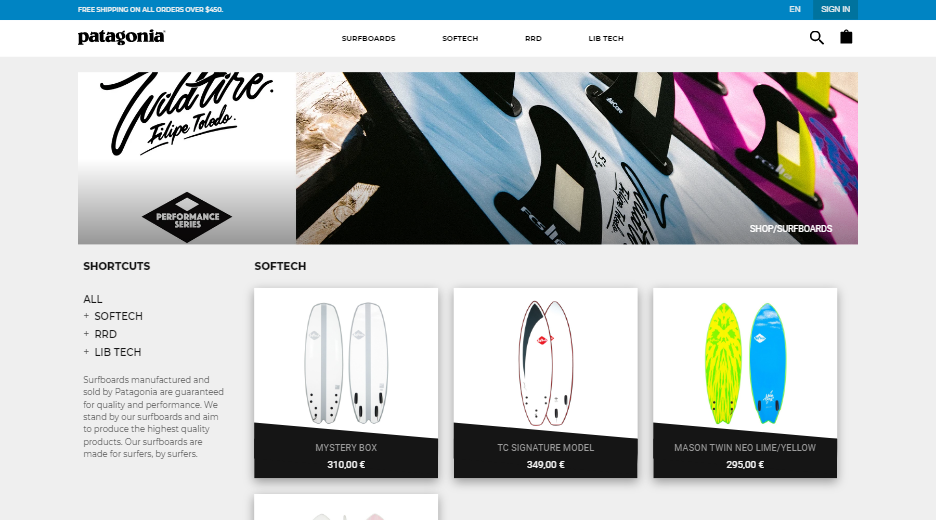 FREE SHIPPING ON ALL ORDERS OVER $450.
EN
SIGN IN
patagonia
SURFBOARDS
SOFTECH
RRD
LIB TECH
Wildfire.
Filipe Toledo.
PERFORMANCE
SERIES
FCS II
SHOP/SURFBOARDS
SHORTCUTS
ALL
+ SOFTECH
+ RRD
+ LIB TECH
Surfboards manufactured and
sold by Patagonia are guaranteed
for quality and performance. We
stand by our surfboards and aim
to produce the highest quality
products. Our surfboards are
made for surfers, by surfers.
SOFTECH
MYSTERY BOX
310,00 €
TC SIGNATURE MODEL
349,00 €
MASON TWIN NEO LIME/YELLOW
295,00 €